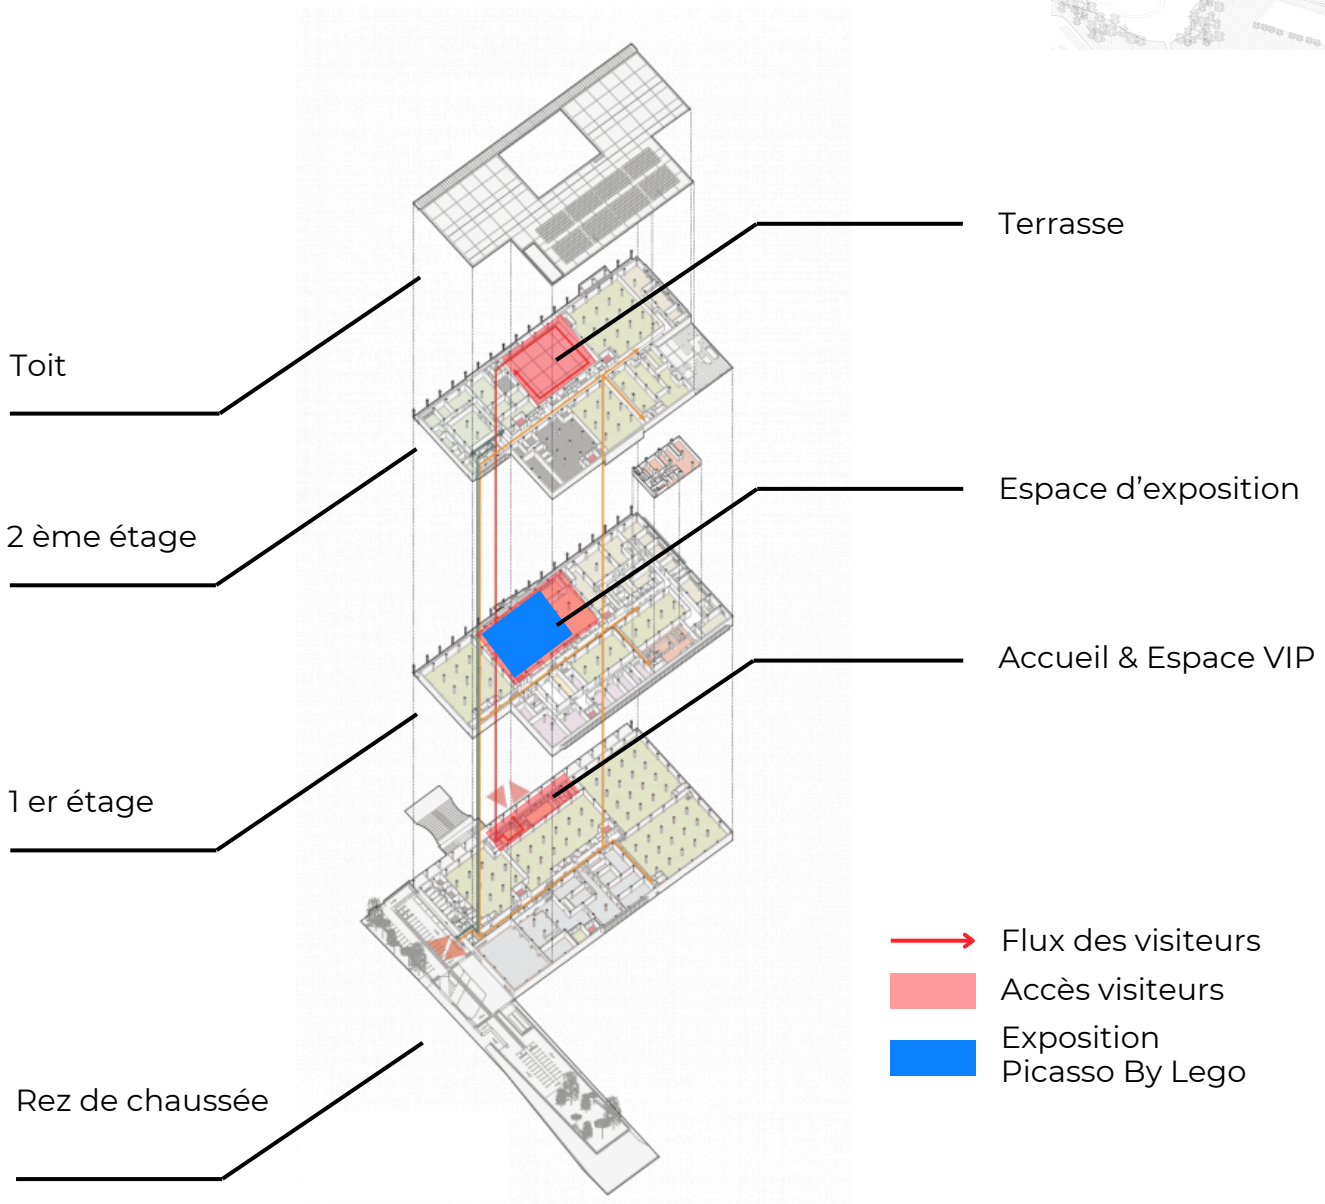 Terrasse
Toit
Espace d’exposition
2 ème étage
Accueil & Espace VIP
1 er étage
Flux des visiteurs
Accès visiteurs
Exposition
Picasso By Lego
Rez de chaussée